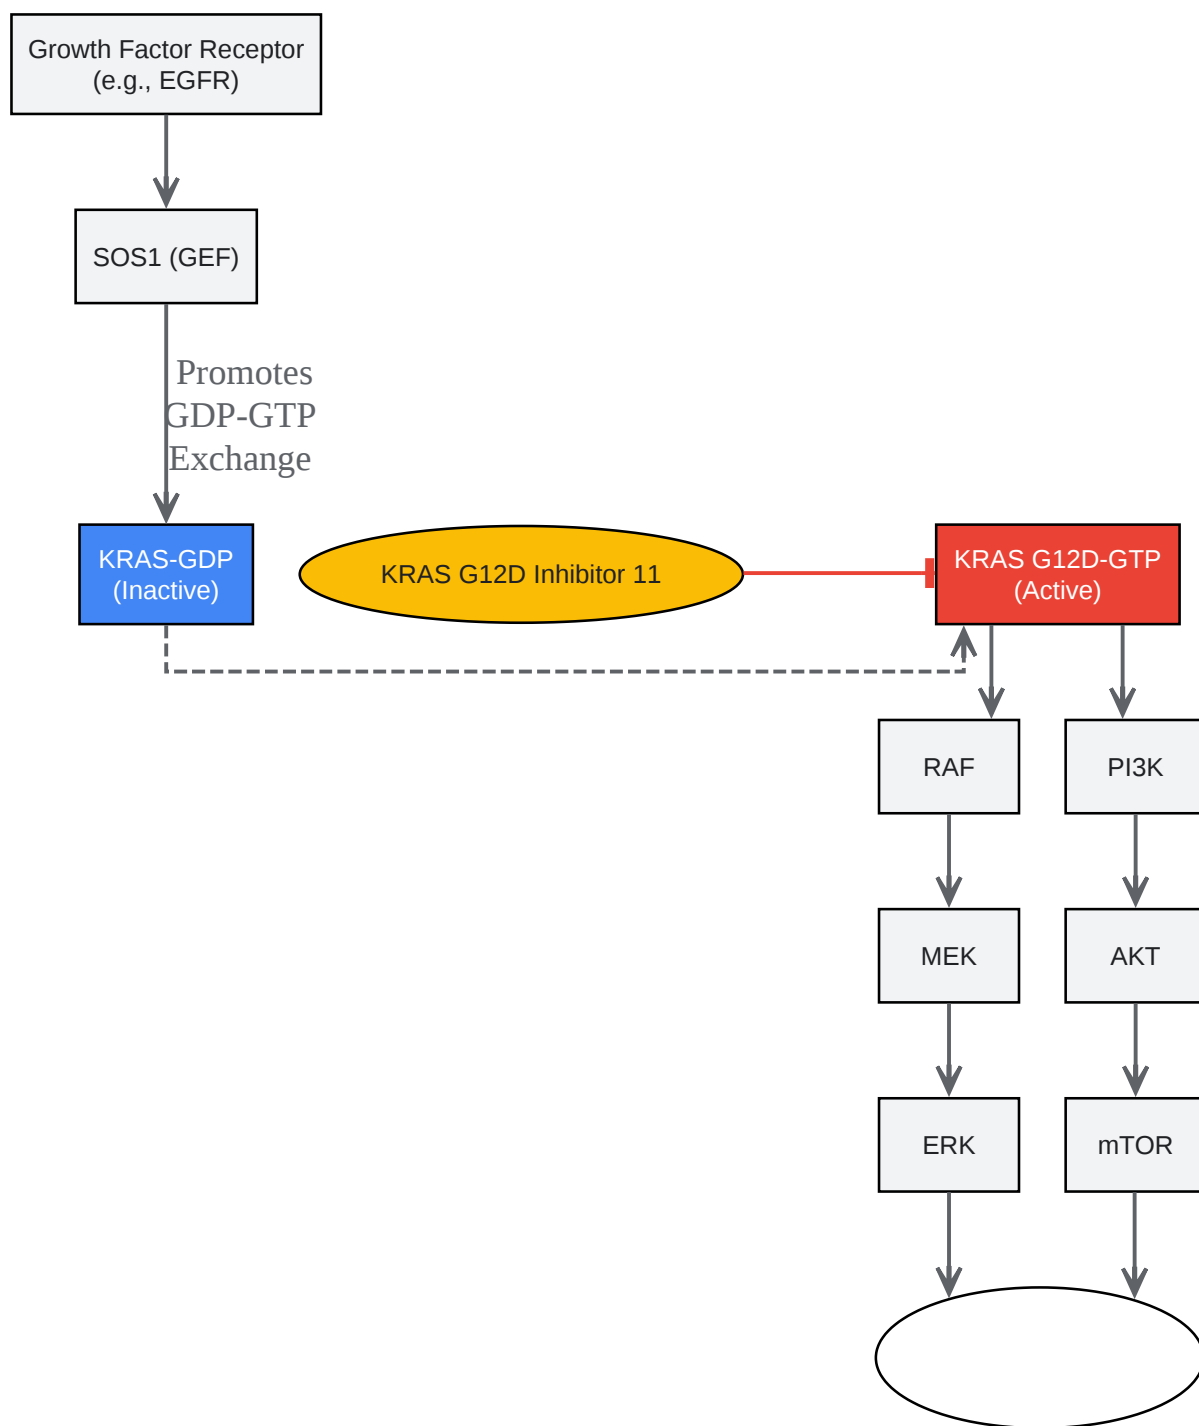 Growth Factor Receptor
(e.g., EGFR)
SOS1 (GEF)
Promotes
GDP-GTP
Exchange
KRAS-GDP
(Inactive)
KRAS G12D Inhibitor 11
KRAS G12D-GTP
(Active)
RAF
PI3K
MEK
AKT
ERK
mTOR